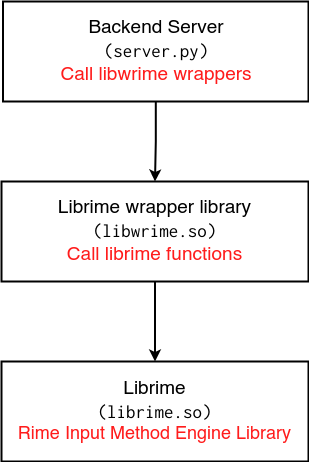 Backend Server
(server.py)
Call libwrime wrappers
Librime wrapper library
(libwrime.so)
Call librime functions
Librime
(librime.so)
Rime Input Method Engine Library